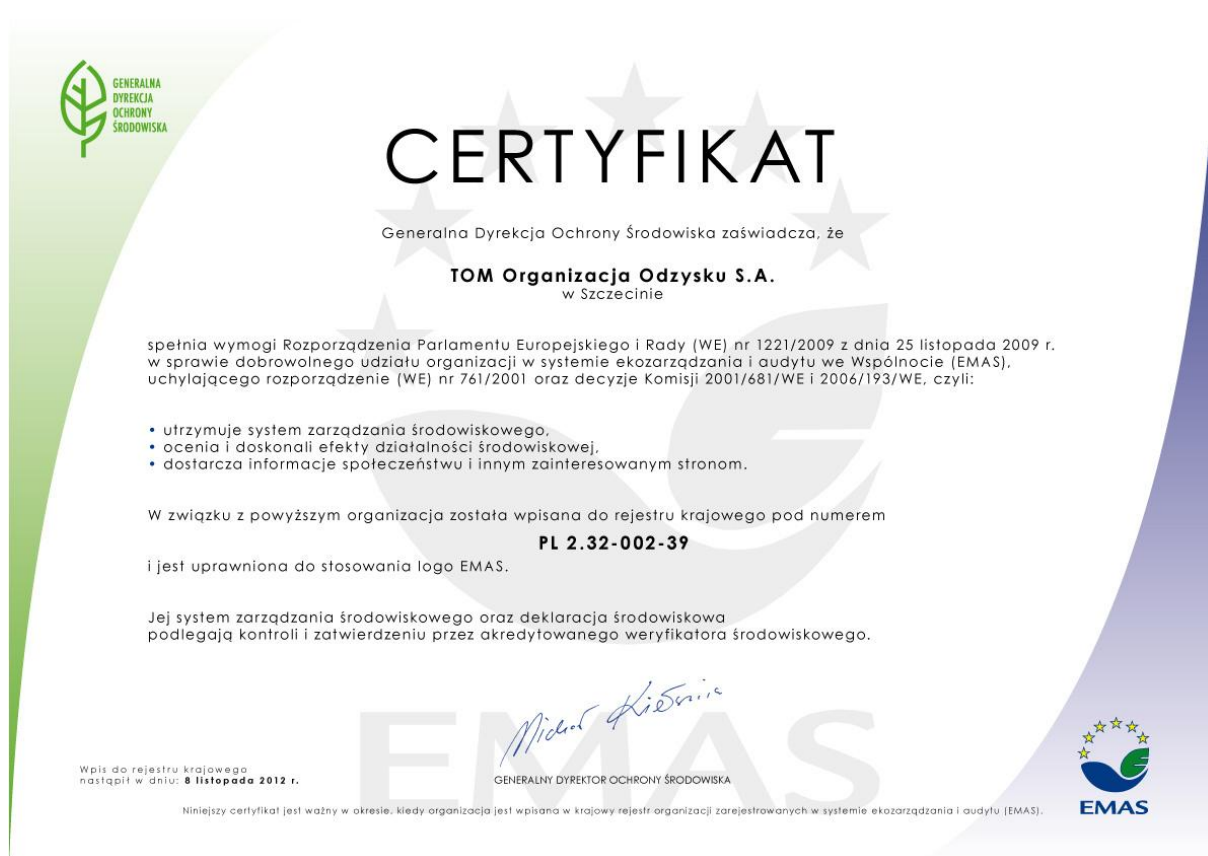 GENERALNA
DYREKCJA
OCHRONY
ŚRODOWISKA
CERTYFIKAT
Generalna Dyrekcja Ochrony Środowiska zaświadcza, że
TOM Organizacja Odzysku S.A.
w Szczecinie
spełnia wymogi Rozporządzenia Parlamentu Europejskiego i Rady (WE) nr 1221/2009 z dnia 25 listopada 2009 r.
w sprawie dobrowolnego udziału organizacji w systemie ekozarządzania i audytu we Wspólnocie (EMAS),
uchylającego rozporządzenie (WE) nr 761/2001 oraz decyzje Komisji 2001/681/WE i 2006/193/WE, czyli:
• utrzymuje system zarządzania środowiskowego,
• ocenia i doskonali efekty działalności środowiskowej,
• dostarcza informacje społeczeństwu i innym zainteresowanym stronom.
W związku z powyższym organizacja została wpisana do rejestru krajowego pod numerem
PL 2.32-002-39
i jest uprawniona do stosowania logo EMAS.
Jej system zarządzania środowiskowego oraz deklaracja środowiskowa
podlegają kontroli i zatwierdzeniu przez akredytowanego weryfikatora środowiskowego.
EMAS
Michał
GENERALNY DYREKTOR OCHRONY ŚRODOWISKA
Wpis do rejestru krajowego
nastąpił w dniu: 8 listopada 2012 r.
EMAS
Niniejszy certyfikat jest ważny w okresie, kiedy organizacja jest wpisana w krajowy rejestr organizacji zarejestrowanych w systemie ekozarządzania i audytu (EMAS).